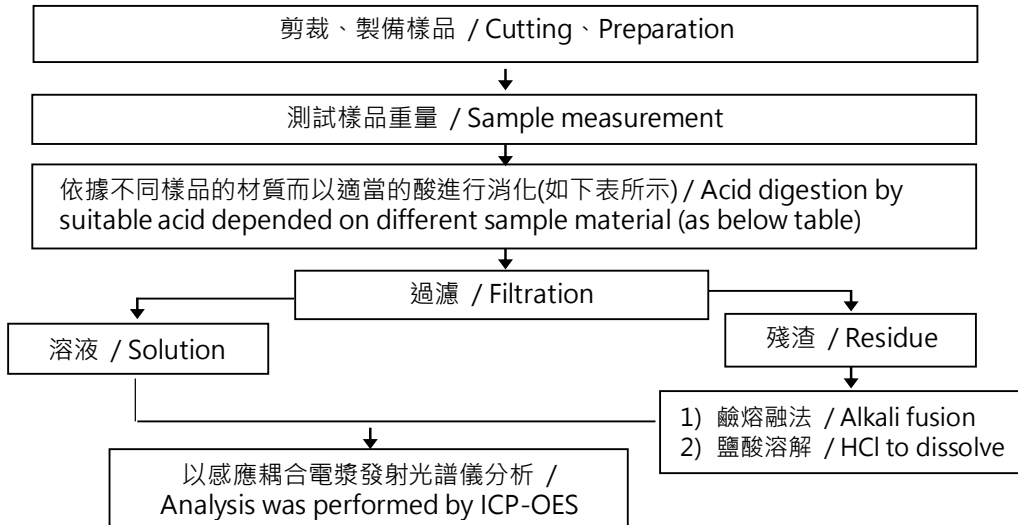 剪裁、製備樣品 / Cutting、Preparation
測試樣品重量 / Sample measurement
依據不同樣品的材質而以適當的酸進行消化(如下表所示) / Acid digestion by
suitable acid depended on different sample material (as below table)
過濾 / Filtration
溶液 / Solution
殘渣 / Residue
1) 鹼熔融法 / Alkali fusion
2) 鹽酸溶解 / HCl to dissolve
以感應耦合電漿發射光譜儀分析 /
Analysis was performed by ICP-OES